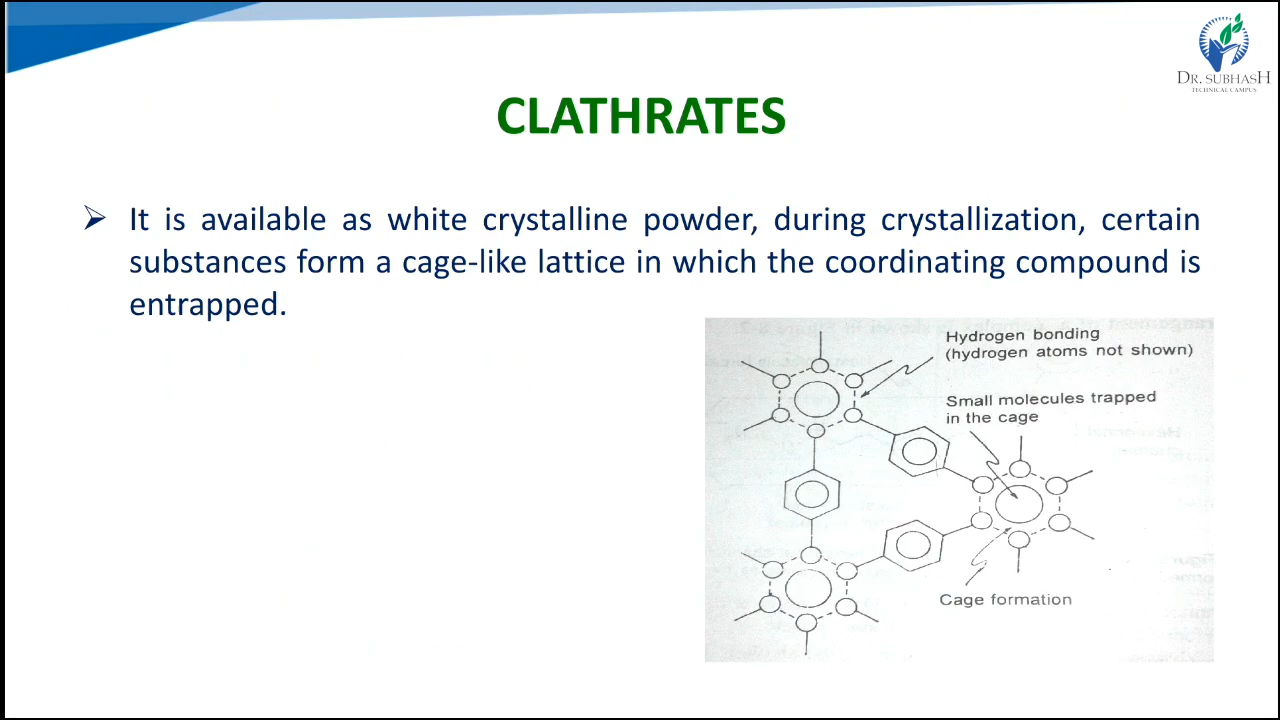 DR. SUBHASH
TECHNICAL CAMPUS
CLATHRATES
It is available as white crystalline powder, during crystallization, certain
substances form a cage-like lattice in which the coordinating compound is
entrapped.
Hydrogen bonding
(hydrogen atoms not shown)
Small molecules trapped
in the cage
Cage formation